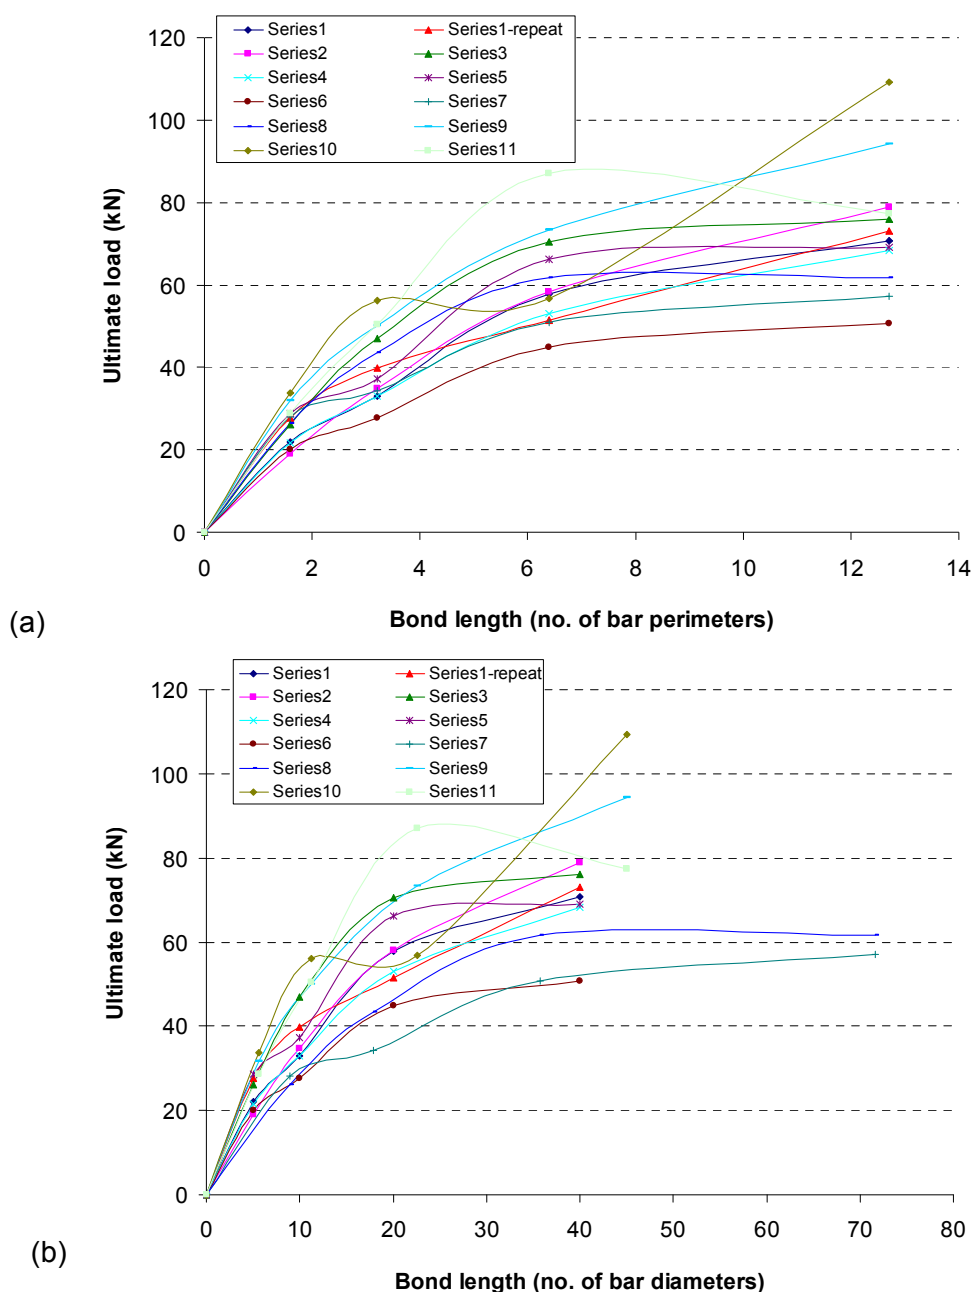 120
100
80
60
40
20
0
Ultimate load (kN)
Series1 Series1-repeat
Series2 Series3
Series4 Series5
Series6 Series7
Series8 Series9
Series10 Series11
0 2 4 6 8 10 12 14
Bond length (no. of bar perimeters)
(a)
120
100
80
60
40
20
0
Ultimate load (kN)
Series1 Series1-repeat
Series2 Series3
Series4 Series5
Series6 Series7
Series8 Series9
Series10 Series11
0 10 20 30 40 50 60 70 80
Bond length (no. of bar diameters)
(b)